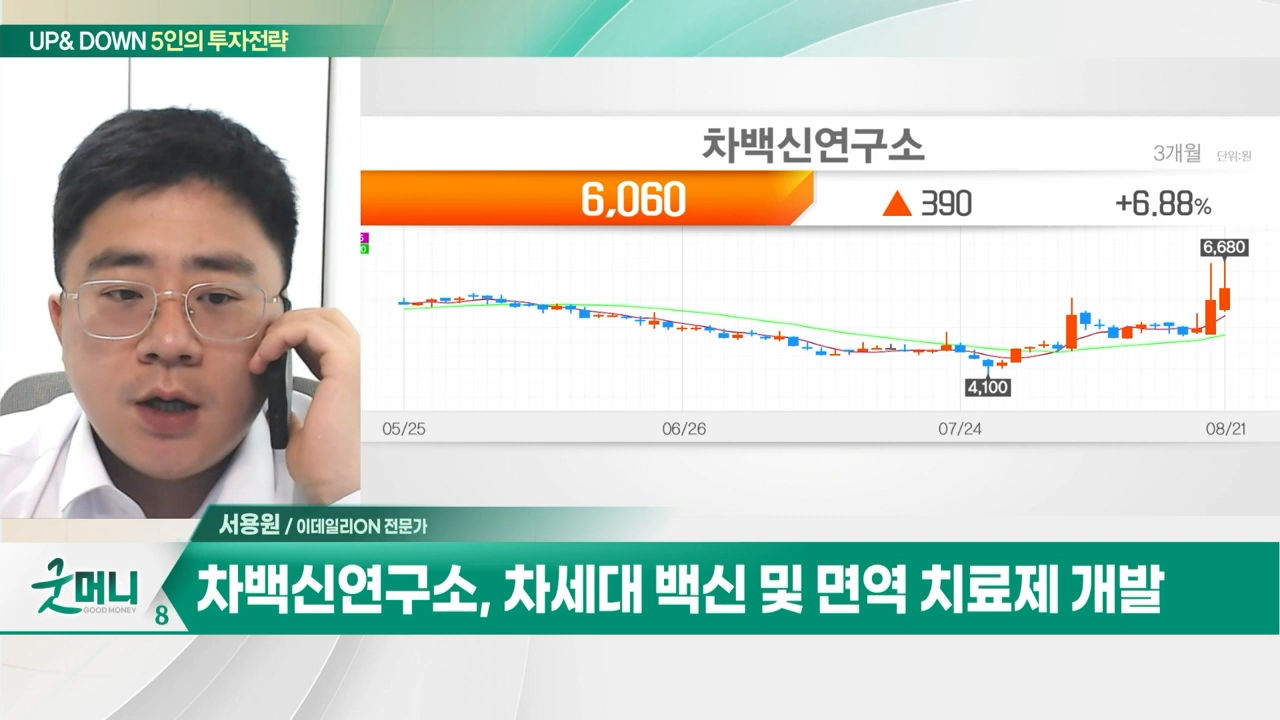 UP& DOWN 5인의 투자전략
차백신연구소
3개월 단위:원
6,060 ▲ 390 +6.88%
6,680
4,100
05/25 06/26 07/24 08/21
서용원 / 이데일리ON 전문가
굿머니
GOOD MONEY
8
차백신연구소, 차세대 백신 및 면역 치료제 개발